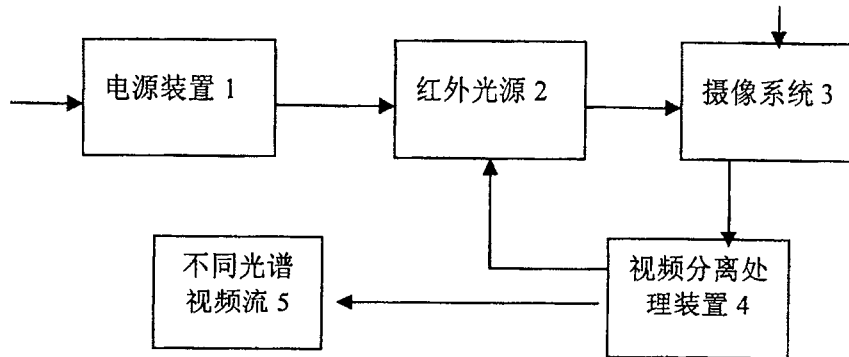 电源装置 1
红外光源 2
摄像系统 3
不同光谱
视频流 5
视频分离处
理装置 4